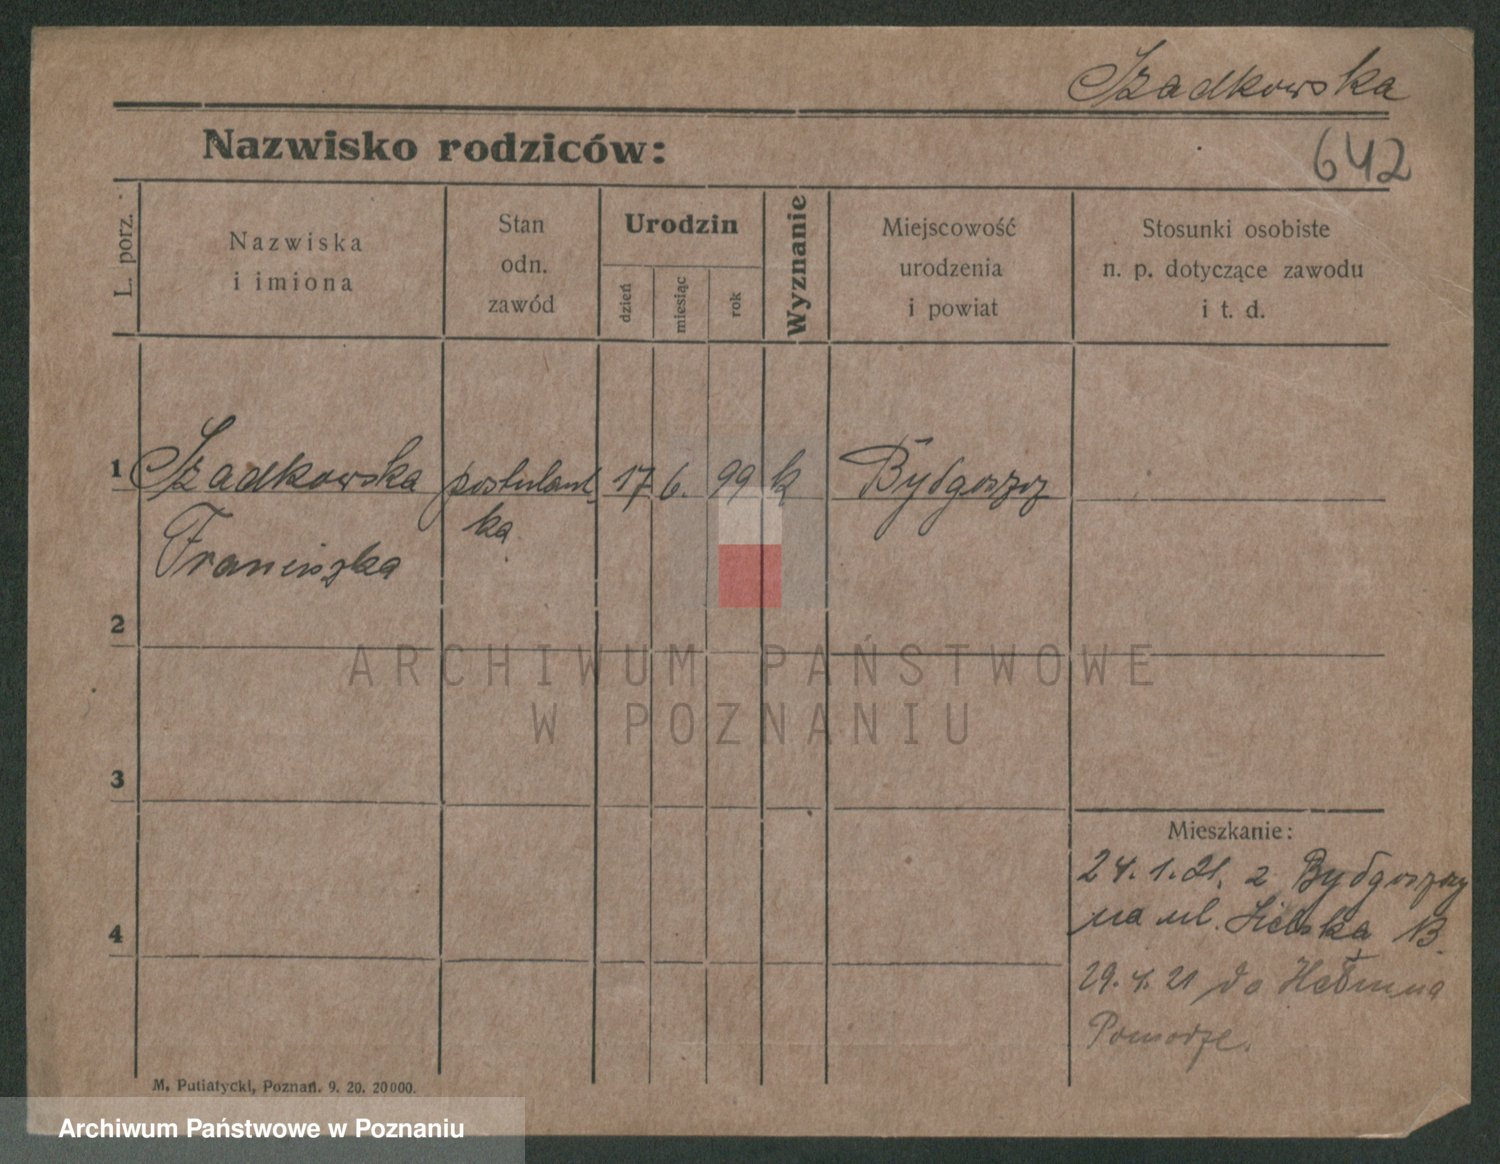 Szadkowska
Nazwisko rodziców:
642
L. porz.
Nazwiska
i imiona
Stan
odn.
zawód
Urodzin
dzień
miesiąc
rok
Wyznanie
Miejscowość
urodzenia
i powiat
Stosunki osobiste
n. p. dotyczące zawodu
i t. d.
1
Szadkowska
Franciszka
postulant-
ka
17
6.
99
k
Bydgoszcz
2
3
4
Mieszkanie:
24. 1. 21. z Bydgoszczy
na ul. 13.
29. 4. 21 do
Pomorze.
M. Putiatycki, Poznań. 9. 20. 20000.
ARCHIWUM PAŃSTWOWE
W POZNANIU
Archiwum Państwowe w Poznaniu